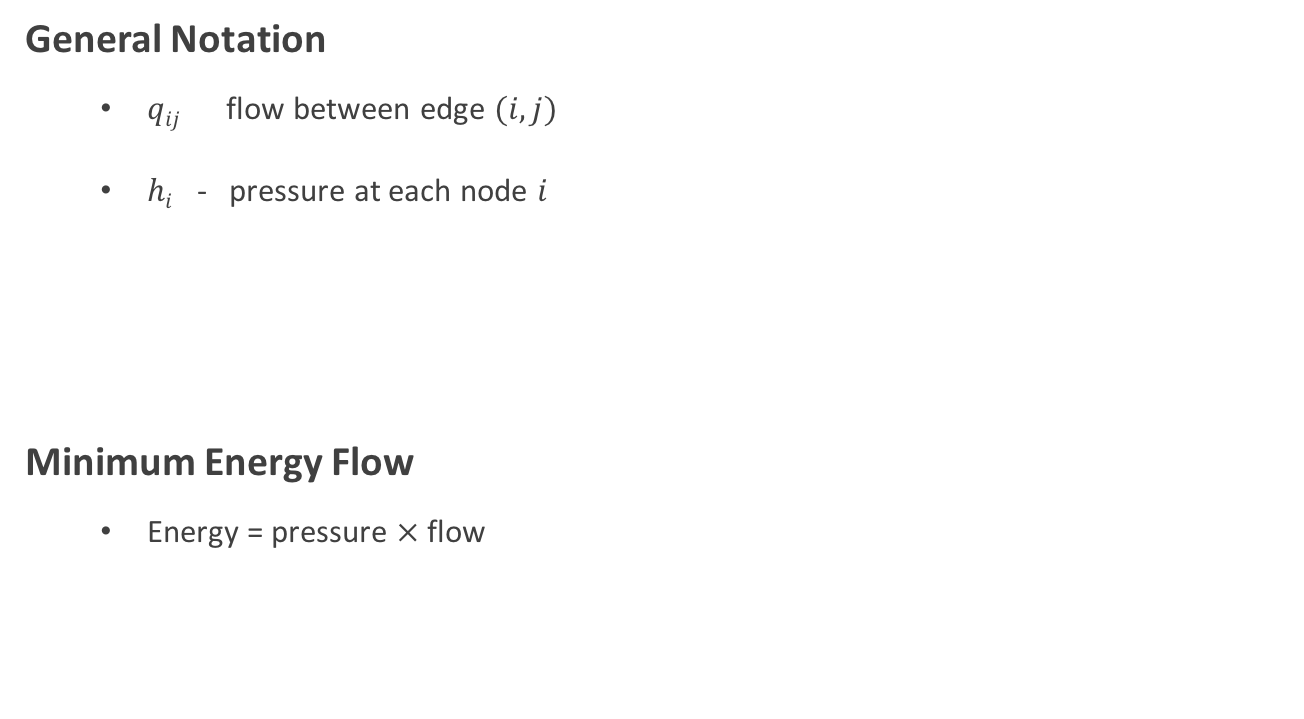 General Notation
• q_ij flow between edge (i,j)
• h_i - pressure at each node i
Minimum Energy Flow
• Energy = pressure × flow